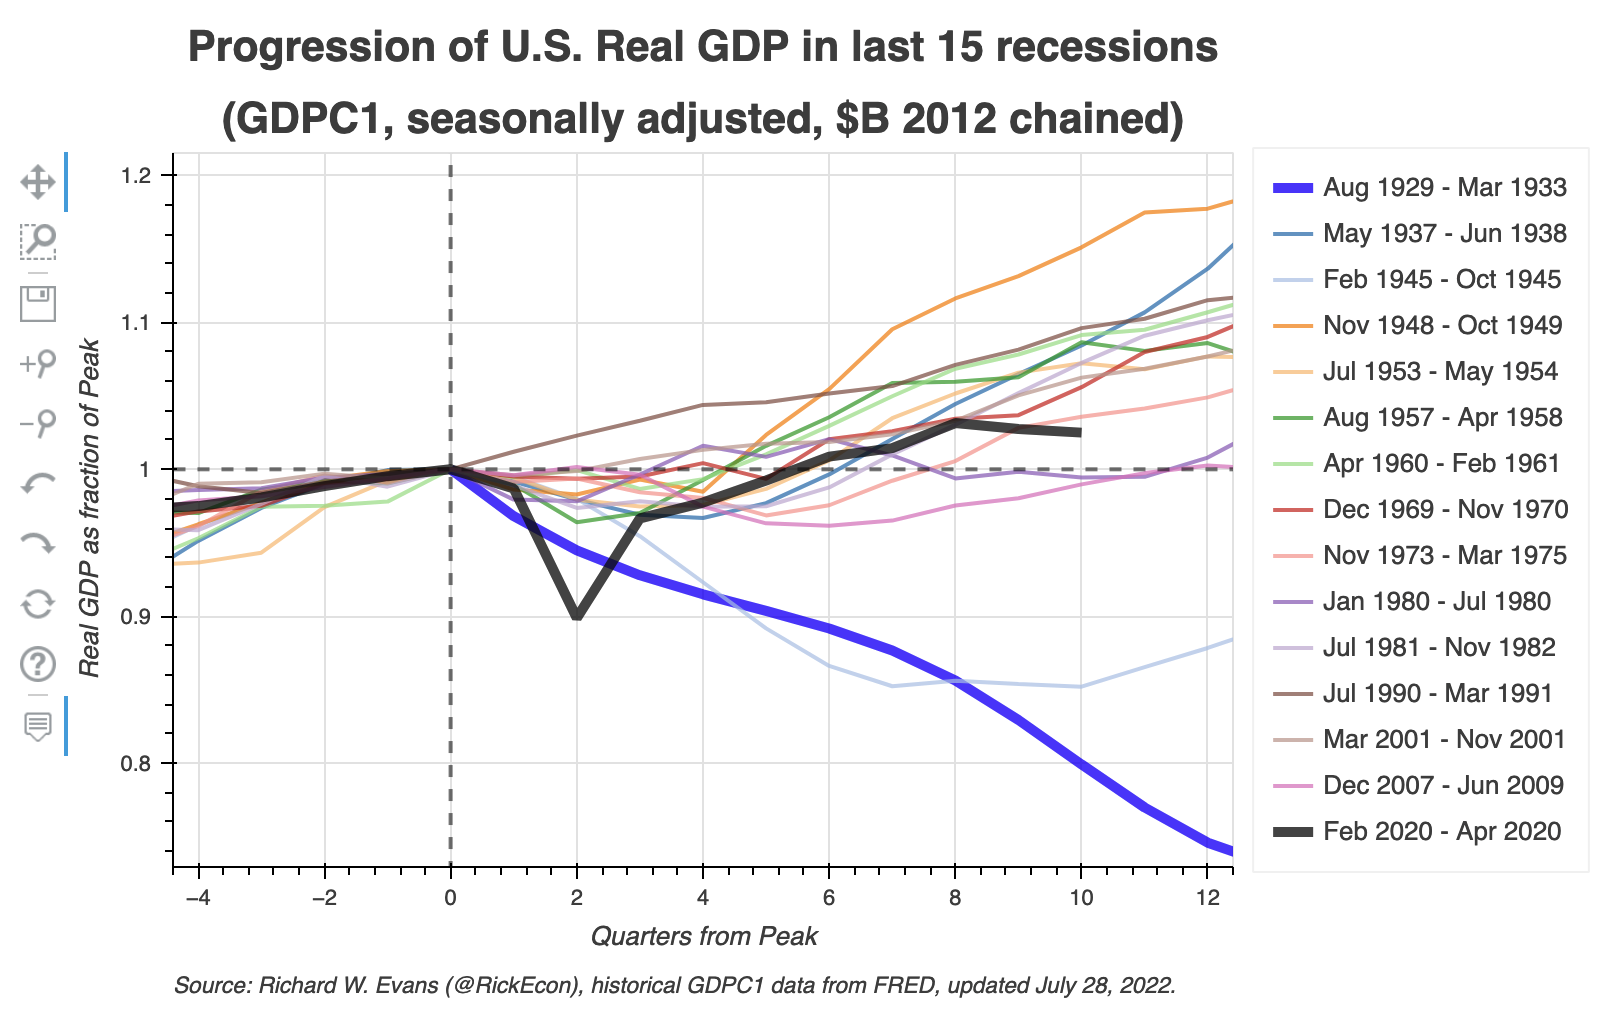 Progression of U.S. Real GDP in last 15 recessions
(GDPC1, seasonally adjusted, $B 2012 chained)
1.2
1.1
1
0.9
0.8
Real GDP as fraction of Peak
−4
−2
0
2
4
6
8
10
12
Quarters from Peak
Aug 1929 - Mar 1933
May 1937 - Jun 1938
Feb 1945 - Oct 1945
Nov 1948 - Oct 1949
Jul 1953 - May 1954
Aug 1957 - Apr 1958
Apr 1960 - Feb 1961
Dec 1969 - Nov 1970
Nov 1973 - Mar 1975
Jan 1980 - Jul 1980
Jul 1981 - Nov 1982
Jul 1990 - Mar 1991
Mar 2001 - Nov 2001
Dec 2007 - Jun 2009
Feb 2020 - Apr 2020
Source: Richard W. Evans (@RickEcon), historical GDPC1 data from FRED, updated July 28, 2022.